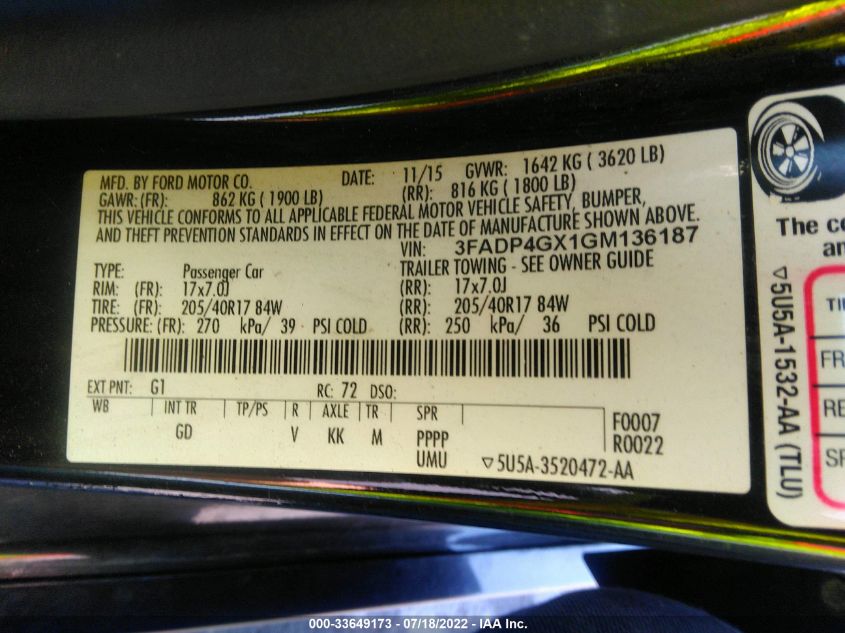 MFD. BY FORD MOTOR CO. DATE: 11/15 GVWR: 1642 KG ( 3620 LB)
GAWR: (FR): 862 KG ( 1900 LB) (RR): 816 KG ( 1800 LB)
THIS VEHICLE CONFORMS TO ALL APPLICABLE FEDERAL MOTOR VEHICLE SAFETY, BUMPER,
AND THEFT PREVENTION STANDARDS IN EFFECT ON THE DATE OF MANUFACTURE SHOWN ABOVE.
VIN: 3FADP4GX1GM136187
TYPE: Passenger Car TRAILER TOWING - SEE OWNER GUIDE
RIM: (FR): 17x7.0J (RR): 17x7.0J
TIRE: (FR): 205/40R17 84W (RR): 205/40R17 84W
PRESSURE: (FR): 270 kPa/ 39 PSI COLD (RR): 250 kPa/ 36 PSI COLD
EXT PNT: G1 RC: 72 DSO:
WB INT TR TP/PS R AXLE TR SPR
GD V KK M PPPP
UMU
F0007
R0022
▽5U5A-3520472-AA
The co
an
▽5U5A-1532-AA (TLU)
TI
FR
RE
SP
000-33649173 - 07/18/2022 - IAA Inc.